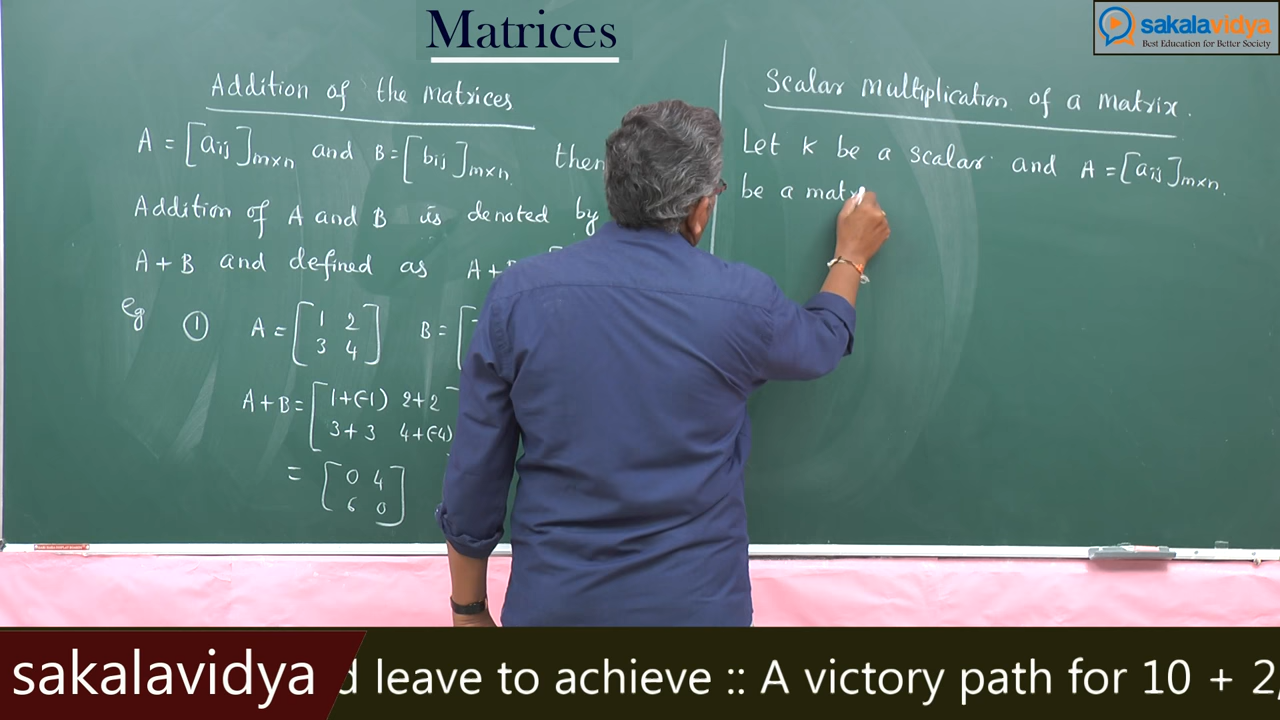 Matrices
sakalavidya
Best Education for Better Society
Addition of the Matrices
A = [aij]m×n and B = [bij]m×n. then
Addition of A and B is denoted by
A+B and defined as A+
eg ① A = [1 2
3 4] B = [
A+B = [1+(-1) 2+2
3+3 4+(-4)
= [0 4
6 0]
Scalar multiplication of a matrix.
Let K be a scalar and A = [aij]m×n.
be a matr
sakalavidya
d leave to achieve :: A victory path for 10 + 2,